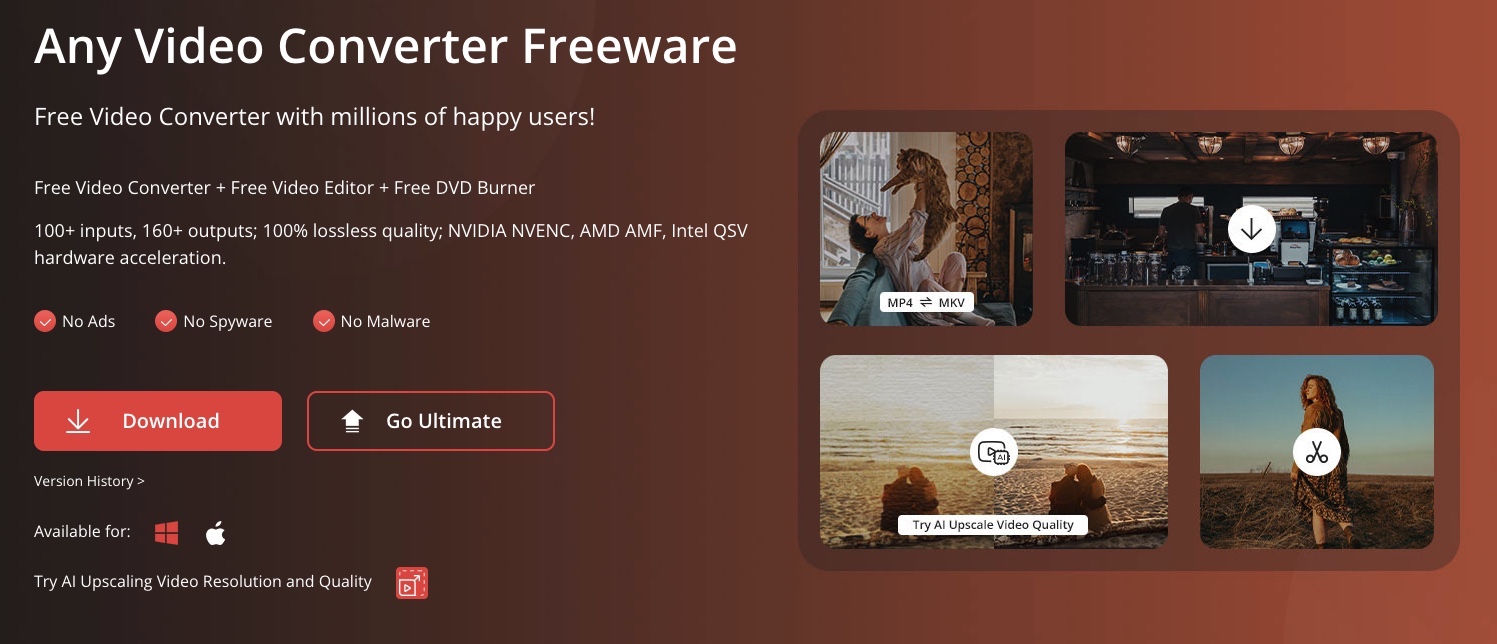 Any Video Converter Freeware
Free Video Converter with millions of happy users!
Free Video Converter + Free Video Editor + Free DVD Burner
100+ inputs, 160+ outputs; 100% lossless quality; NVIDIA NVENC, AMD AMF, Intel QSV
hardware acceleration.
No Ads No Spyware No Malware
Download Go Ultimate
Version History >
Available for:
Try AI Upscaling Video Resolution and Quality
MP4 ⇌ MKV
AI
Try AI Upscale Video Quality